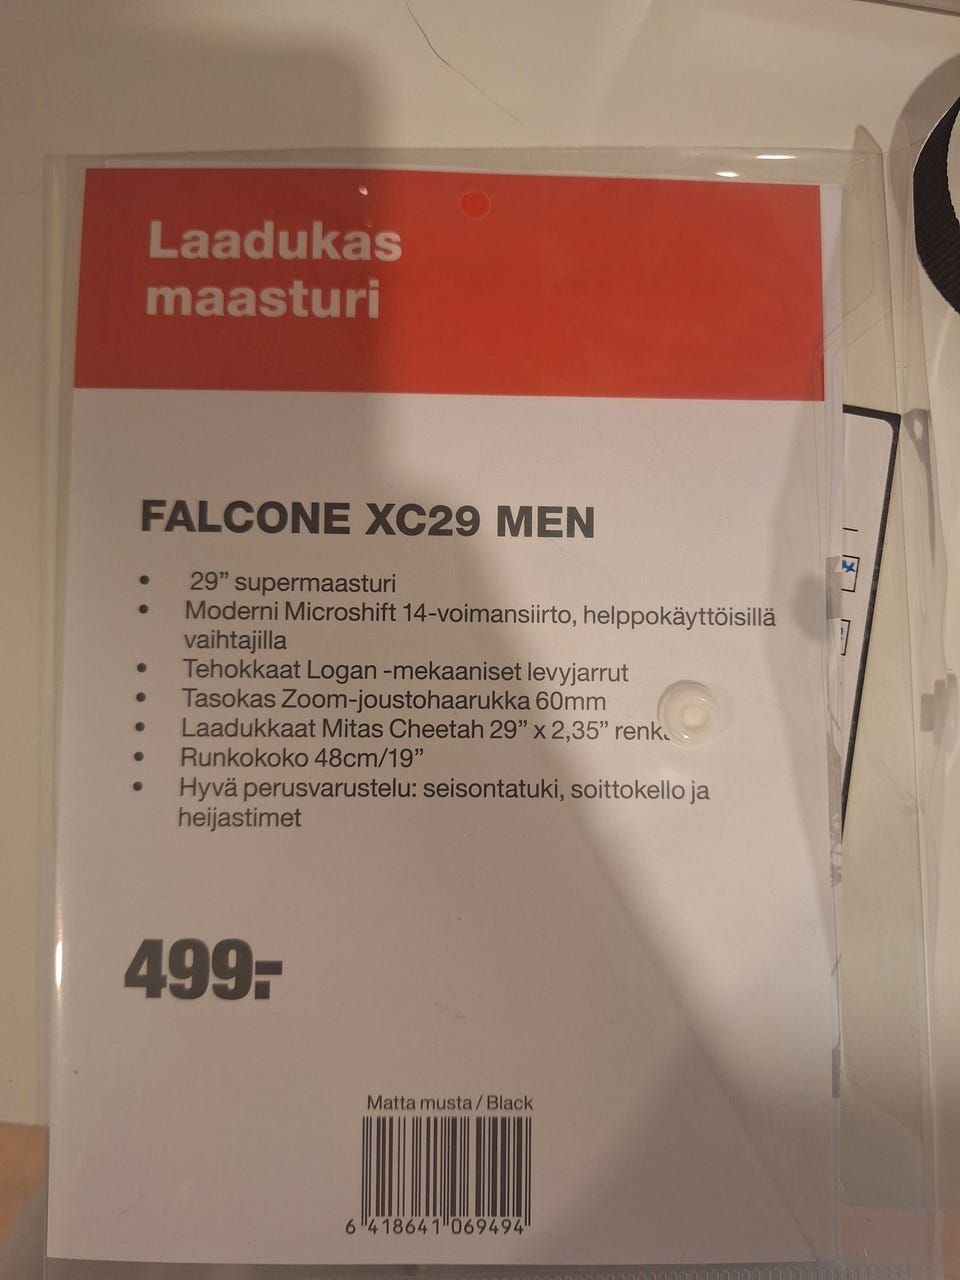 Laadukas
maasturi
FALCONE XC29 MEN
• 29” supermaasturi
• Moderni Microshift 14-voimansiirto, helppokäyttöisillä
vaihtajilla
• Tehokkaat Logan -mekaaniset levyjarrut
• Tasokas Zoom-joustohaarukka 60mm
• Laadukkaat Mitas Cheetah 29” x 2,35”
• Runkokoko 48cm/19”
• Hyvä perusvarustelu: seisontatuki, soittokello ja
heijastimet
499:-
Matta musta / Black
6 418641 069494